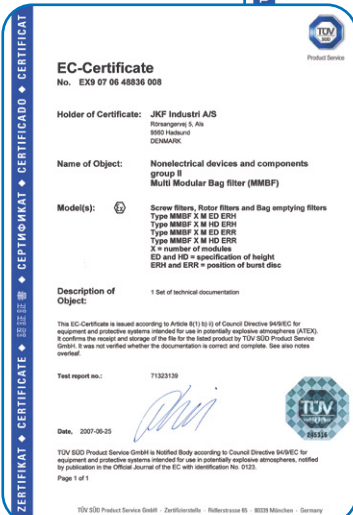 TÜV
SÜD
Product Service
EC-Certificate
No. EX9 07 06 48836 008
Holder of Certificate: JKF Industri A/S
Rörsangervej 5, Als
9560 Hadsund
DENMARK
Name of Object: Nonelectrical devices and components
group II
Multi Modular Bag filter (MMBF)
Model(s): Ex Screw filters, Rotor filters and Bag emptying filters
Type MMBF X M ED ERH
Type MMBF X M HD ERH
Type MMBF X M ED ERR
Type MMBF X M HD ERR
X = number of modules
ED and HD = specification of height
ERH and ERR = position of burst disc
Description of 1 Set of technical documentation
Object:
This EC-Certificate is issued according to Article 8(1) b)-ii) of Council Directive 94/9/EC for
equipment and protective systems intended for use in potentially explosive atmospheres (ATEX).
It confirms the receipt and storage of the file for the listed product by TÜV SÜD Product Service
GmbH. It was not verified whether the documentation is correct and complete. See also notes
overleaf.
Test report no.: 71323139
Date, 2007-06-25
TÜV
TÜV SÜD Product Service GmbH is Notified Body according to Council Directive 94/9/EC for
equipment and protective systems intended for use in potentially explosive atmospheres, notified
by publication in the Official Journal of the EC with identification No. 0123.
Page 1 of 1
TÜV SÜD Product Service GmbH · Zertifizierstelle · Ridlerstrasse 65 · 80339 München · Germany
ZERTIFIKAT ◆ CERTIFICATE ◆ 認証証書 ◆ СЕРТИФИКАТ ◆ CERTIFICADO ◆ CERTIFICAT